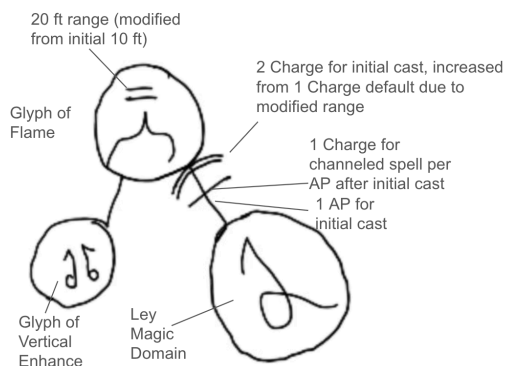 20 ft range (modified
from initial 10 ft)
2 Charge for initial cast, increased
from 1 Charge default due to
modified range
Glyph of
Flame
1 Charge for
channeled spell per
AP after initial cast
1 AP for
initial cast
Glyph of
Vertical
Enhance
Ley
Magic
Domain